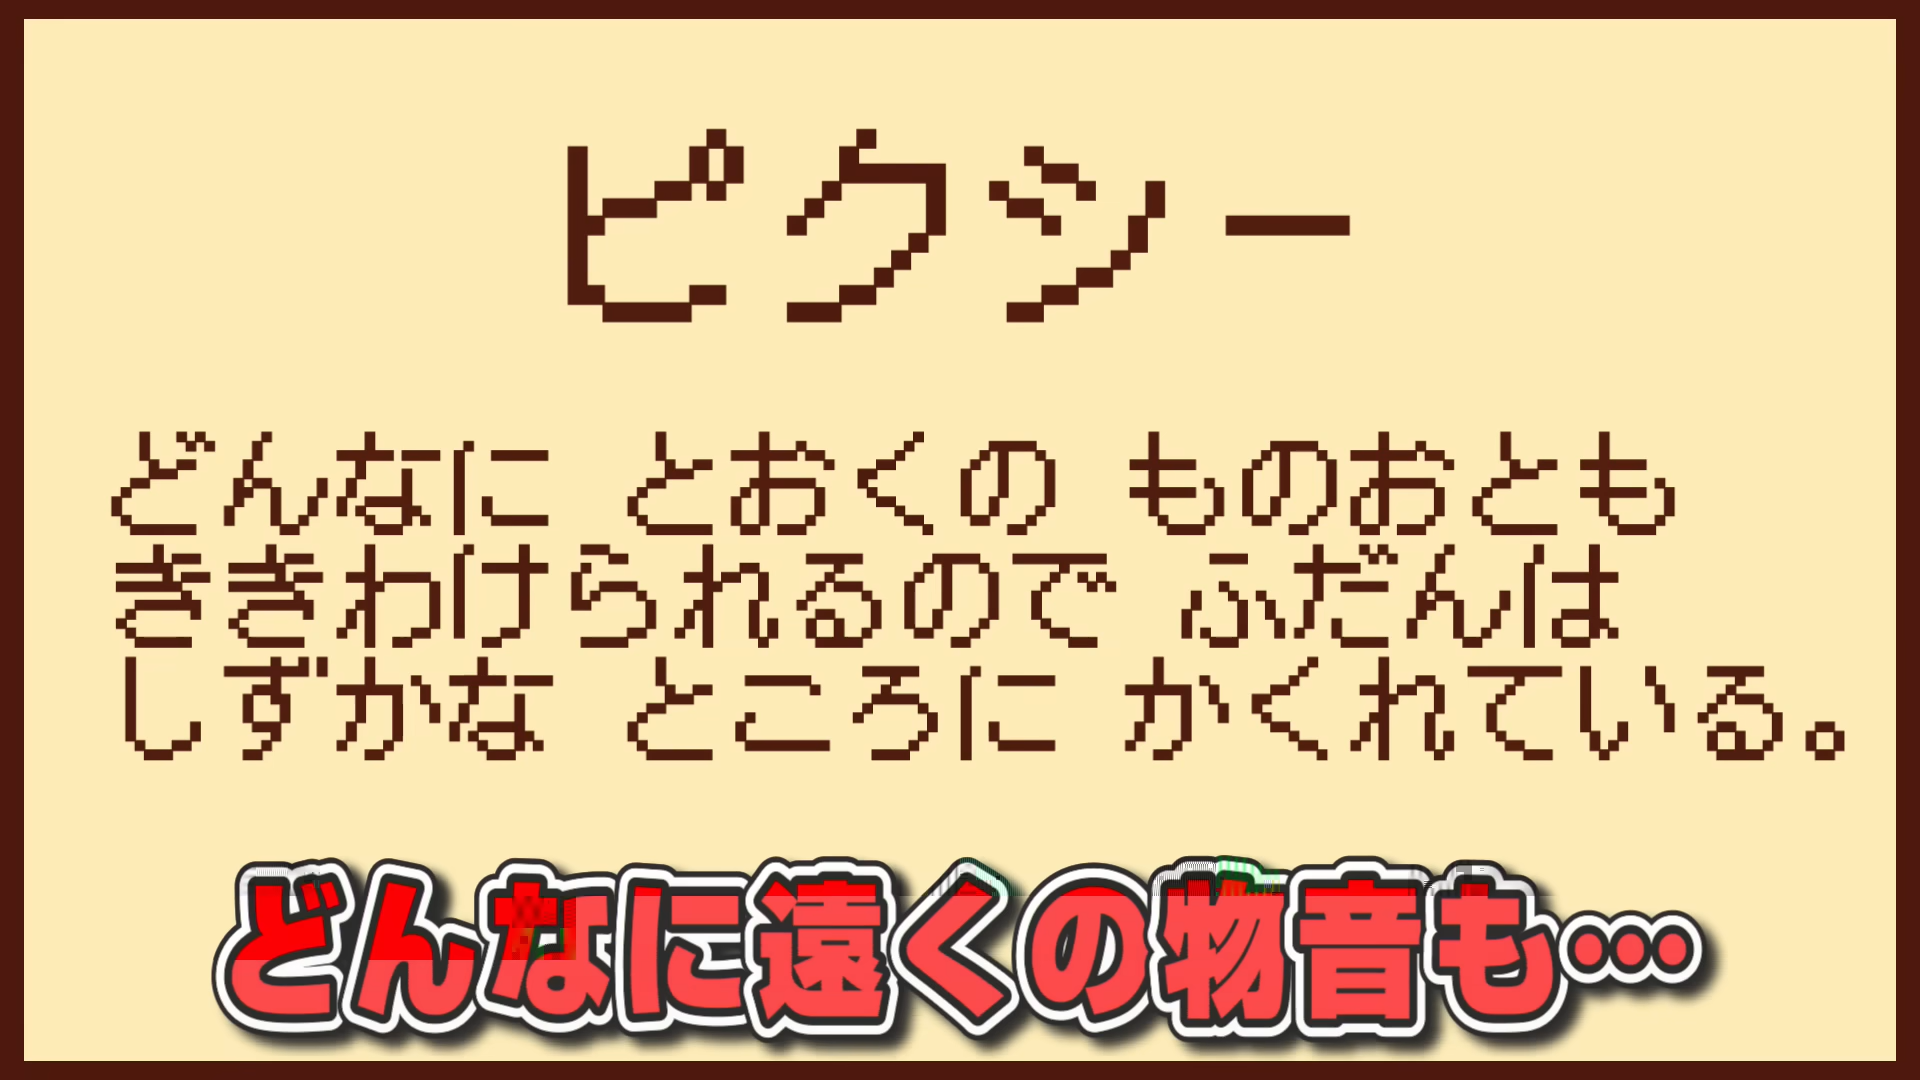 ピクシー
どんなに とおくの ものおとも
ききわけられるので ふだんは
しずかな ところに かくれている。
どんなに遠くの物音も…